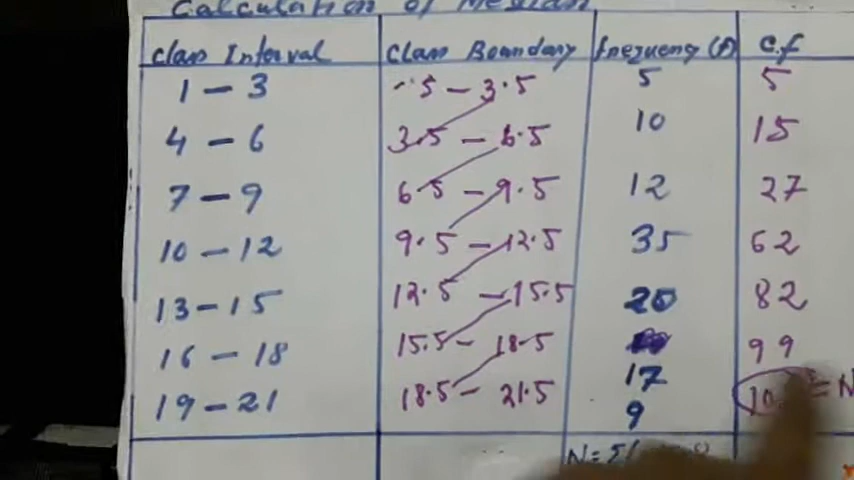 Calculation of Median
Class Interval Class Boundary frequency (f) c.f
1 - 3 .5 - 3.5 5 5
4 - 6 3.5 - 6.5 10 15
7 - 9 6.5 - 9.5 12 27
10 - 12 9.5 - 12.5 35 62
13 - 15 12.5 - 15.5 20 82
16 - 18 15.5 - 18.5 17 99
19 - 21 18.5 - 21.5 9 = N